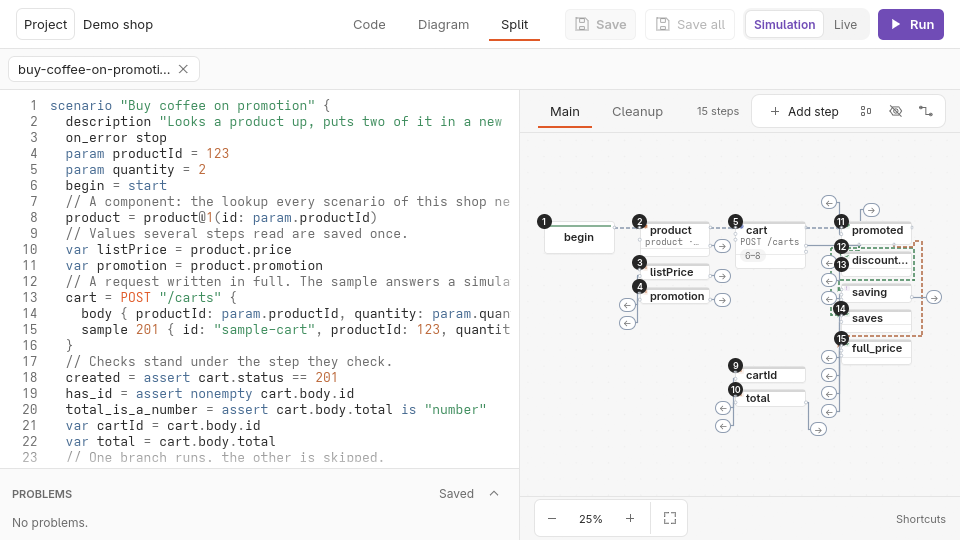 Project
Demo shop
Code
Diagram
Split
Save
Save all
Simulation
Live
Run
buy-coffee-on-promoti...
1 scenario "Buy coffee on promotion" {
2 description "Looks a product up, puts two of it in a new
3 on_error stop
4 param productId = 123
5 param quantity = 2
6 begin = start
7 // A component: the lookup every scenario of this shop ne
8 product = product@1(id: param.productId)
9 // Values several steps read are saved once.
10 var listPrice = product.price
11 var promotion = product.promotion
12 // A request written in full. The sample answers a simula
13 cart = POST "/carts" {
14 body { productId: param.productId, quantity: param.quan
15 sample 201 { id: "sample-cart", productId: 123, quantit
16 }
17 // Checks stand under the step they check.
18 created = assert cart.status == 201
19 has_id = assert nonempty cart.body.id
20 total_is_a_number = assert cart.body.total is "number"
21 var cartId = cart.body.id
22 var total = cart.body.total
23 // One branch runs, the other is skipped.
PROBLEMS
Saved
No problems.
Main
Cleanup
15 steps
Add step
1
begin
2
product
product ·...
3
listPrice
4
promotion
5
cart
POST /carts
6–8
9
cartId
10
total
11
promoted
12
discount...
13
saving
14
saves
15
full_price
25%
Shortcuts